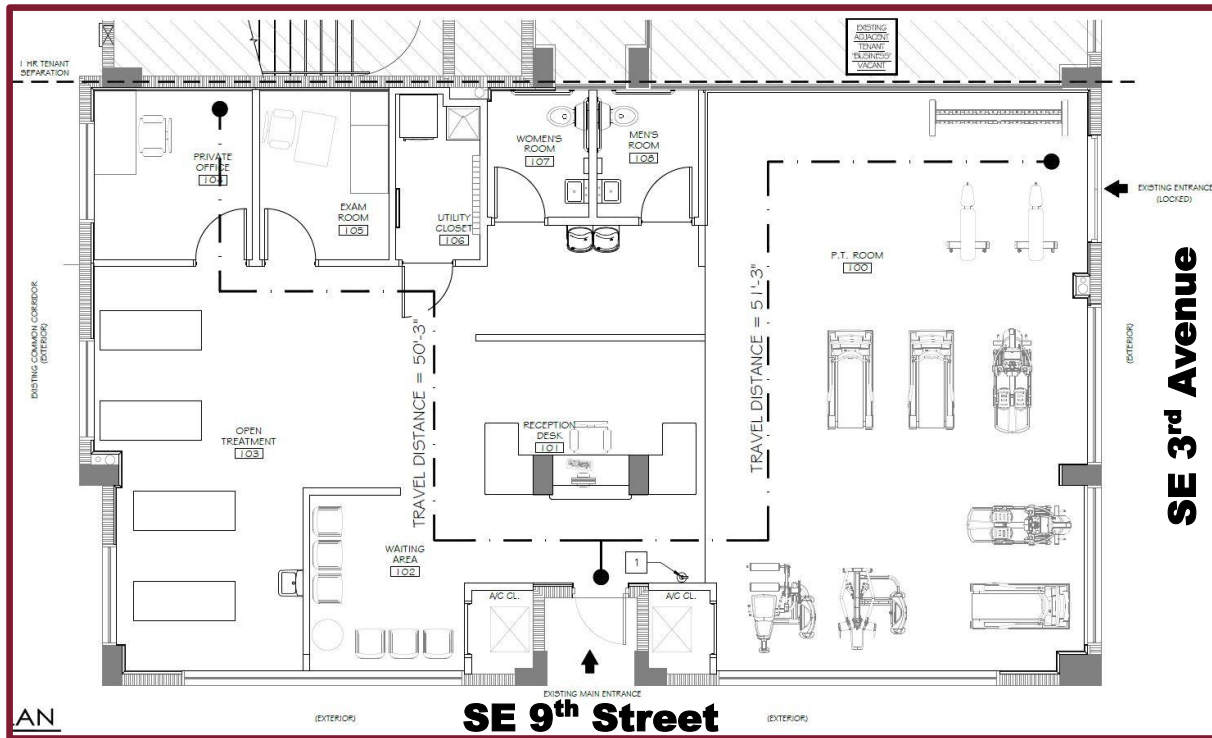 EXISTING
ADJACENT
TENANT
"BUSINESS"
VACANT
1 HR TENANT
SEPARATION
WOMEN'S
ROOM
107
MEN'S
ROOM
108
PRIVATE
OFFICE
104
EXAM
ROOM
105
UTILITY
CLOSET
106
EXISTING ENTRANCE
(LOCKED)
P.T. ROOM
100
EXISTING COMMON CORRIDOR
(EXTERIOR)
TRAVEL DISTANCE = 50'-3"
TRAVEL DISTANCE = 51'-3"
(EXTERIOR)
SE 3rd Avenue
OPEN
TREATMENT
103
RECEPTION
DESK
101
WAITING
AREA
102
1
A/C CL.
A/C CL.
EXISTING MAIN ENTRANCE
LAN
(EXTERIOR)
SE 9th Street
(EXTERIOR)